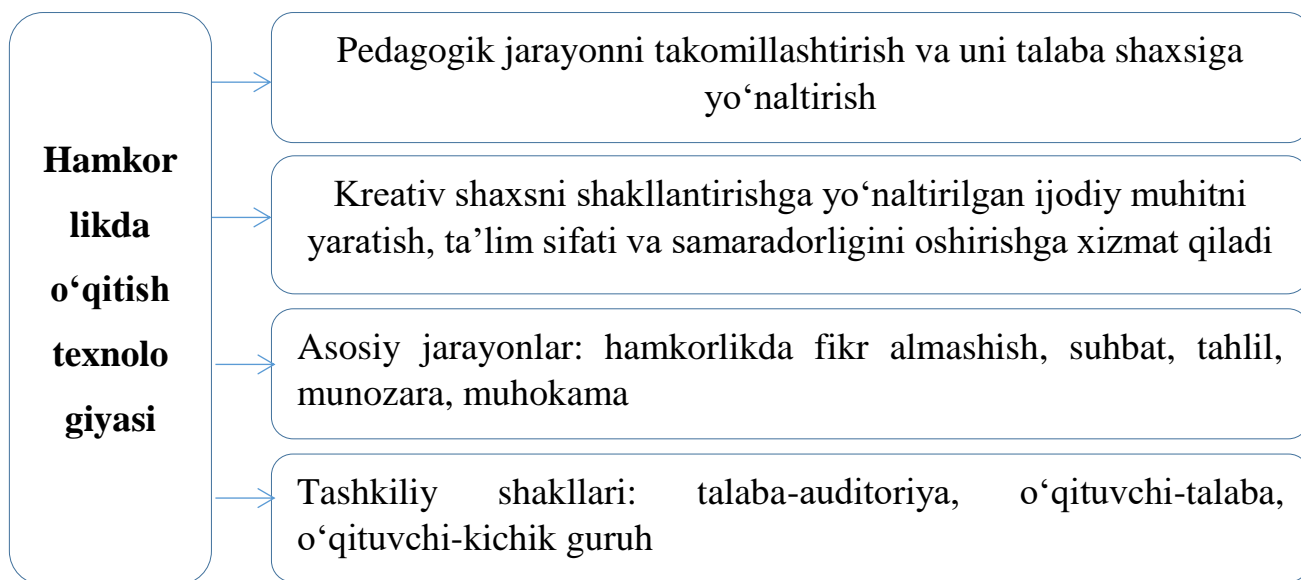 Hamkor
likda
o‘qitish
texnolo
giyasi
Pedagogik jarayonni takomillashtirish va uni talaba shaxsiga
yo‘naltirish
Kreativ shaxsni shakllantirishga yo‘naltirilgan ijodiy muhitni
yaratish, ta’lim sifati va samaradorligini oshirishga xizmat qiladi
Asosiy jarayonlar: hamkorlikda fikr almashish, suhbat, tahlil,
munozara, muhokama
Tashkiliy shakllari: talaba-auditoriya, o‘qituvchi-talaba,
o‘qituvchi-kichik guruh